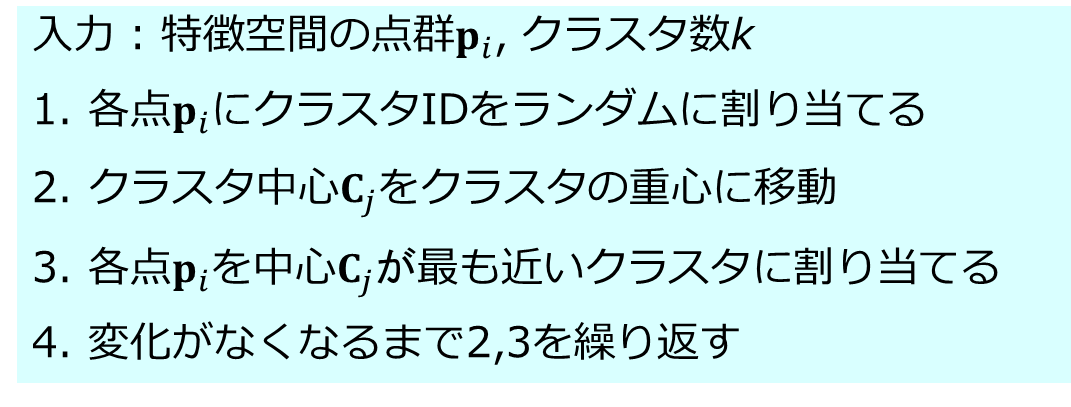 入力：特徴空間の点群𝐩ᵢ, クラスタ数k
1. 各点𝐩ᵢにクラスタIDをランダムに割り当てる
2. クラスタ中心𝐂ⱼをクラスタの重心に移動
3. 各点𝐩ᵢを中心𝐂ⱼが最も近いクラスタに割り当てる
4. 変化がなくなるまで2,3を繰り返す